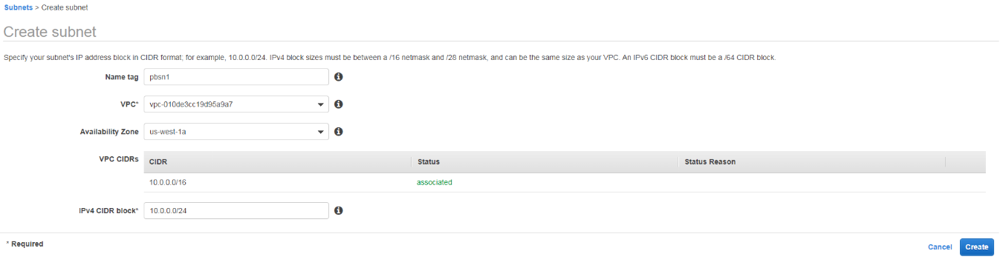 Subnets > Create subnet
Create subnet
Specify your subnet's IP address block in CIDR format; for example, 10.0.0.0/24. IPv4 block sizes must be between a /16 netmask and /28 netmask, and can be the same size as your VPC. An IPv6 CIDR block must be a /64 CIDR block.
Name tag pbsn1
VPC* vpc-010de3cc19d95a9a7
Availability Zone us-west-1a
VPC CIDRs CIDR Status Status Reason
10.0.0.0/16 associated
IPv4 CIDR block* 10.0.0.0/24
* Required Cancel Create